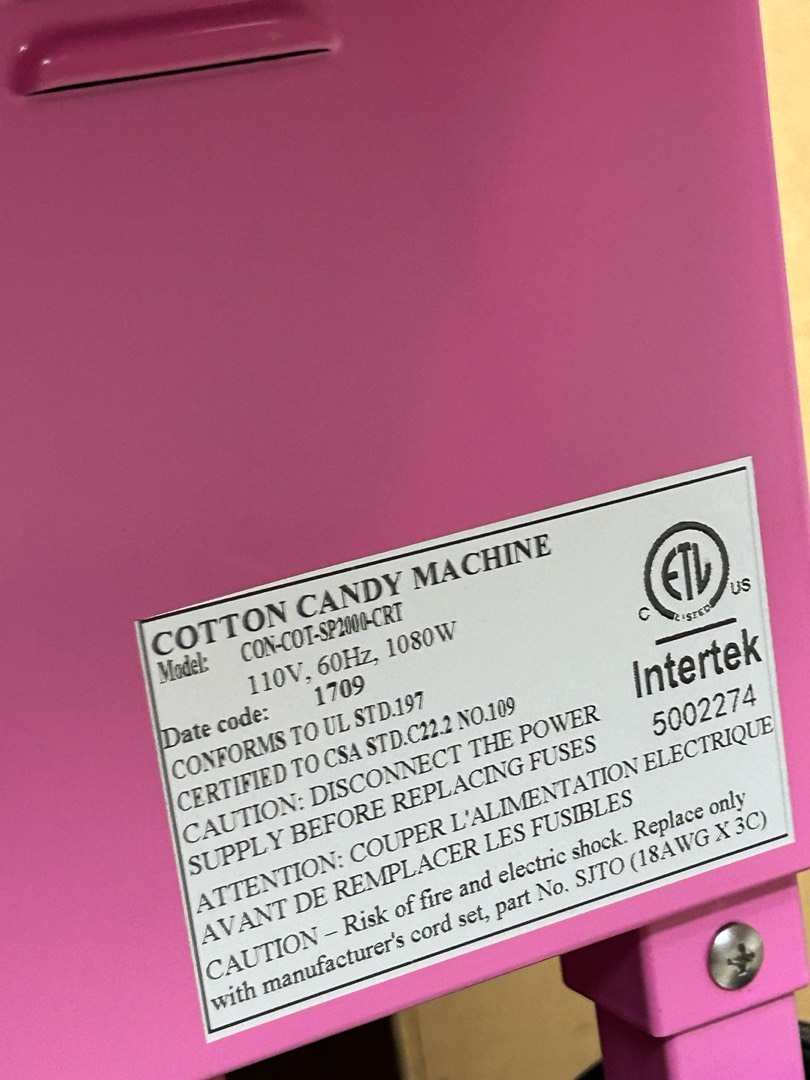 COTTON CANDY MACHINE
Model: CON-COT-SP2000-CRT
110V, 60Hz, 1080W
Date code: 1709
CONFORMS TO UL STD.197
CERTIFIED TO CSA STD.C22.2 NO.109
CAUTION: DISCONNECT THE POWER
SUPPLY BEFORE REPLACING FUSES
ATTENTION: COUPER L'ALIMENTATION ELECTRIQUE
AVANT DE REMPLACER LES FUSIBLES
CAUTION – Risk of fire and electric shock. Replace only
with manufacturer's cord set, part No. SJTO (18AWG X 3C)
ETL
C LISTED US
Intertek
5002274